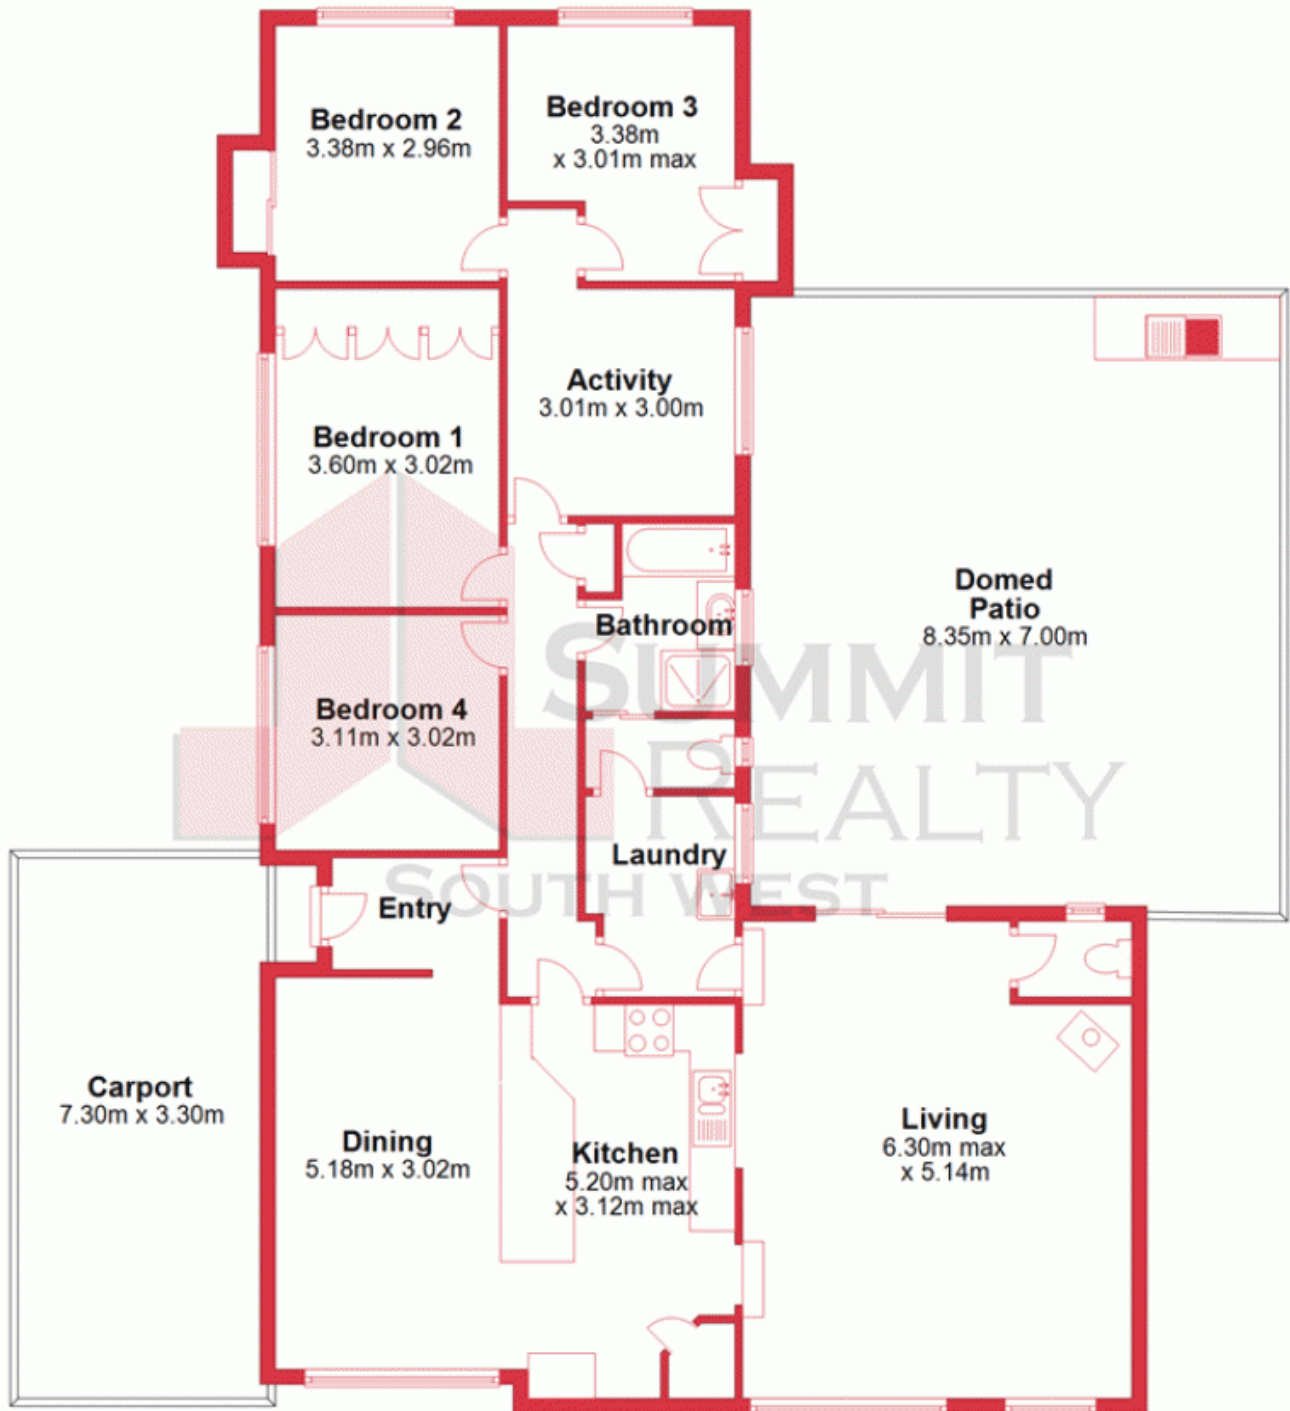 Bedroom 2
3.38m x 2.96m
Bedroom 3
3.38m
x 3.01m max
Activity
3.01m x 3.00m
Bedroom 1
3.60m x 3.02m
Domed
Patio
8.35m x 7.00m
Bathroom
SUMMIT
Bedroom 4
3.11m x 3.02m
REALTY
Laundry
SOUTH WEST
Entry
Carport
7.30m x 3.30m
Dining
5.18m x 3.02m
Kitchen
5.20m max
x 3.12m max
Living
6.30m max
x 5.14m